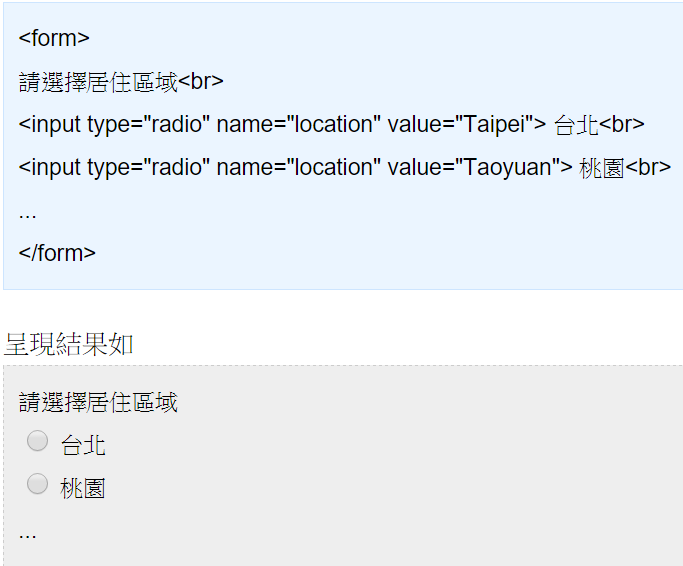 <form>
請選擇居住區域<br>
<input type="radio" name="location" value="Taipei"> 台北<br>
<input type="radio" name="location" value="Taoyuan"> 桃園<br>
...
</form>
呈現結果如
請選擇居住區域
台北
桃園
...